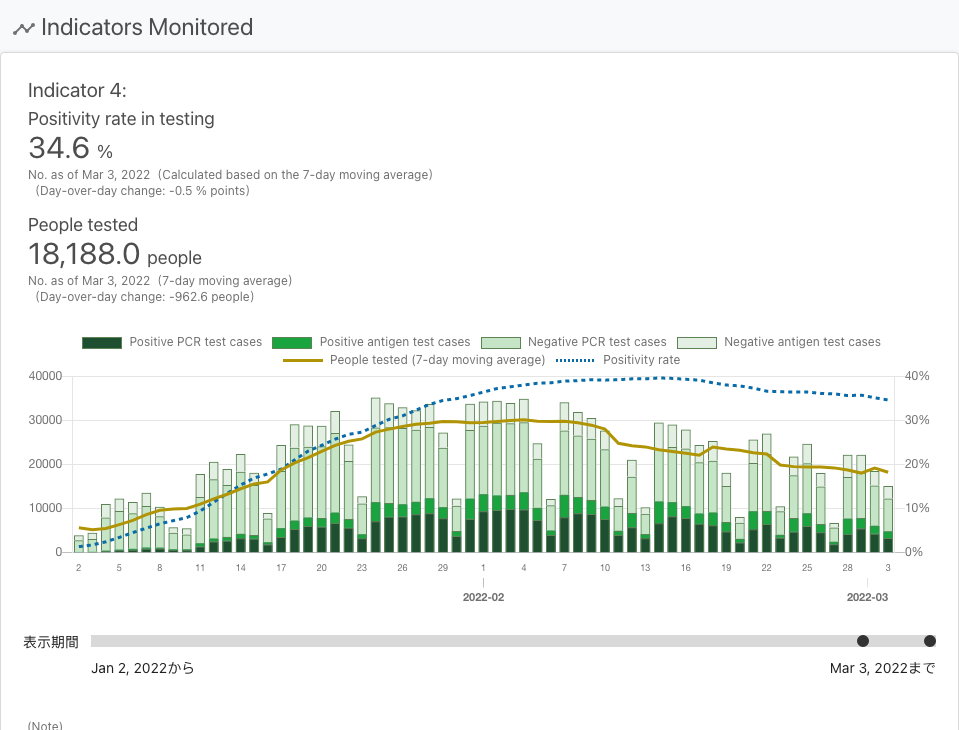 Indicators Monitored
Indicator 4:
Positivity rate in testing
34.6 %
No. as of Mar 3, 2022 (Calculated based on the 7-day moving average)
(Day-over-day change: -0.5 % points)
People tested
18,188.0 people
No. as of Mar 3, 2022 (7-day moving average)
(Day-over-day change: -962.6 people)
Positive PCR test cases Positive antigen test cases Negative PCR test cases Negative antigen test cases
People tested (7-day moving average) Positivity rate
40000 40%
30000 30%
20000 20%
10000 10%
0 0%
2 5 8 11 14 17 20 23 26 29 1 4 7 10 13 16 19 22 25 28 3
2022-02 2022-03
表示期間
Jan 2, 2022から Mar 3, 2022まで
(Note)